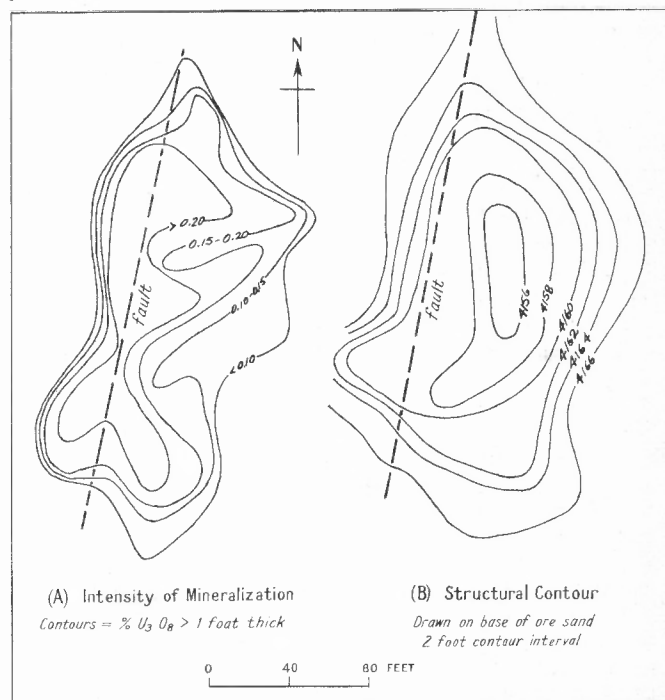 N
> 0.20
0.15-0.20
0.10-0.15
<0.10
fault
(A) Intensity of Mineralization
Contours = % U3 O8 > 1 foat thick
4156
4158
4160
4162
4164
4166
fault
(B) Structural Contour
Drawn on base of ore sand
2 foot contour interval
0 40 80 FEET